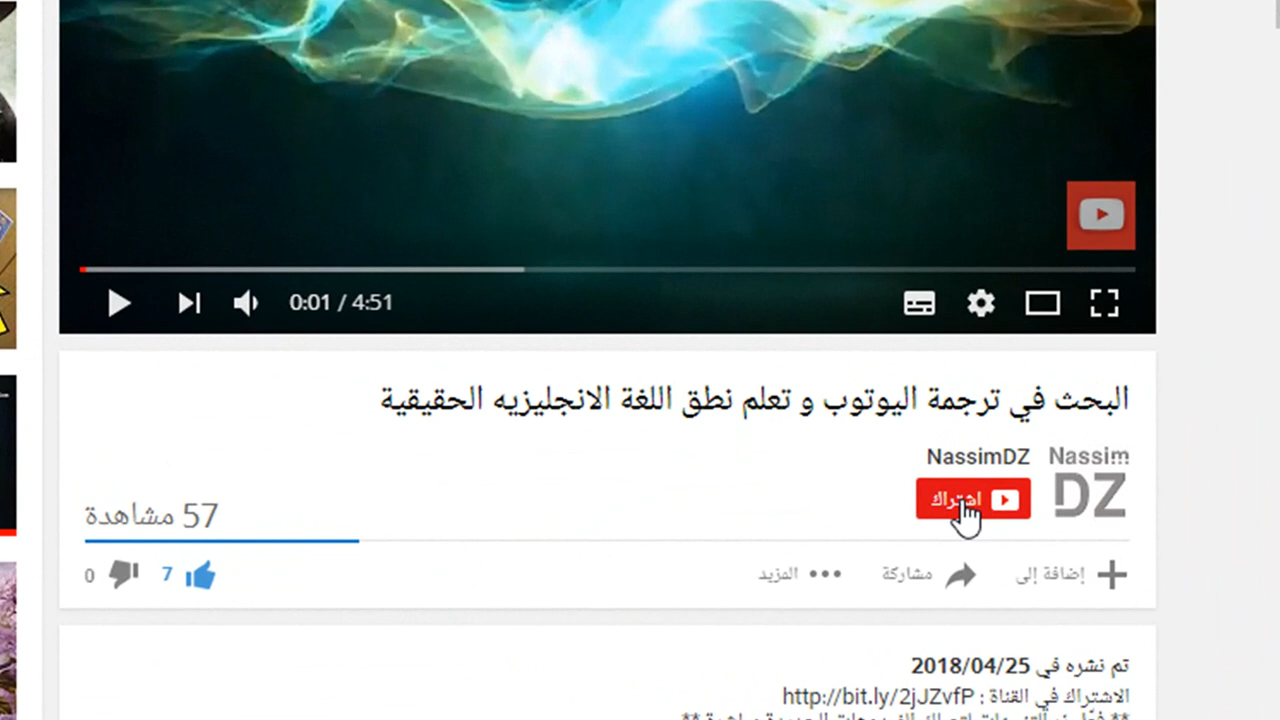 0:01 / 4:51
البحث في ترجمة اليوتوب و تعلم نطق اللغة الانجليزيه الحقيقية
Nassim
DZ
NassimDZ
اشتراك
57 مشاهدة
إضافة إلى
مشاركة
المزيد
7
0
تم نشره في 2018/04/25
الاشتراك في القناة : http://bit.ly/2jJZvfP